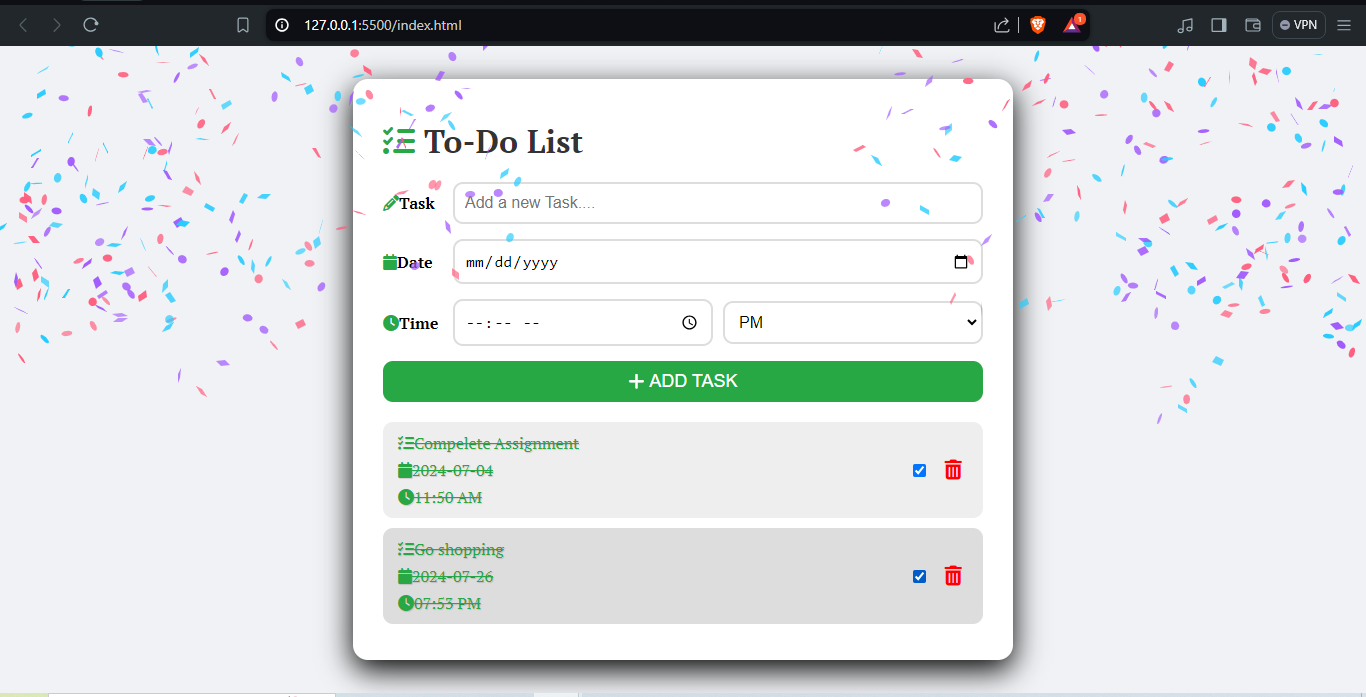 127.0.0.1:5500/index.html
1
VPN
To-Do List
Task
Add a new Task....
Date
mm/dd/yyyy
Time
--:-- --
PM
ADD TASK
Compelete Assignment
2024-07-04
11:50 AM
Go shopping
2024-07-26
07:53 PM